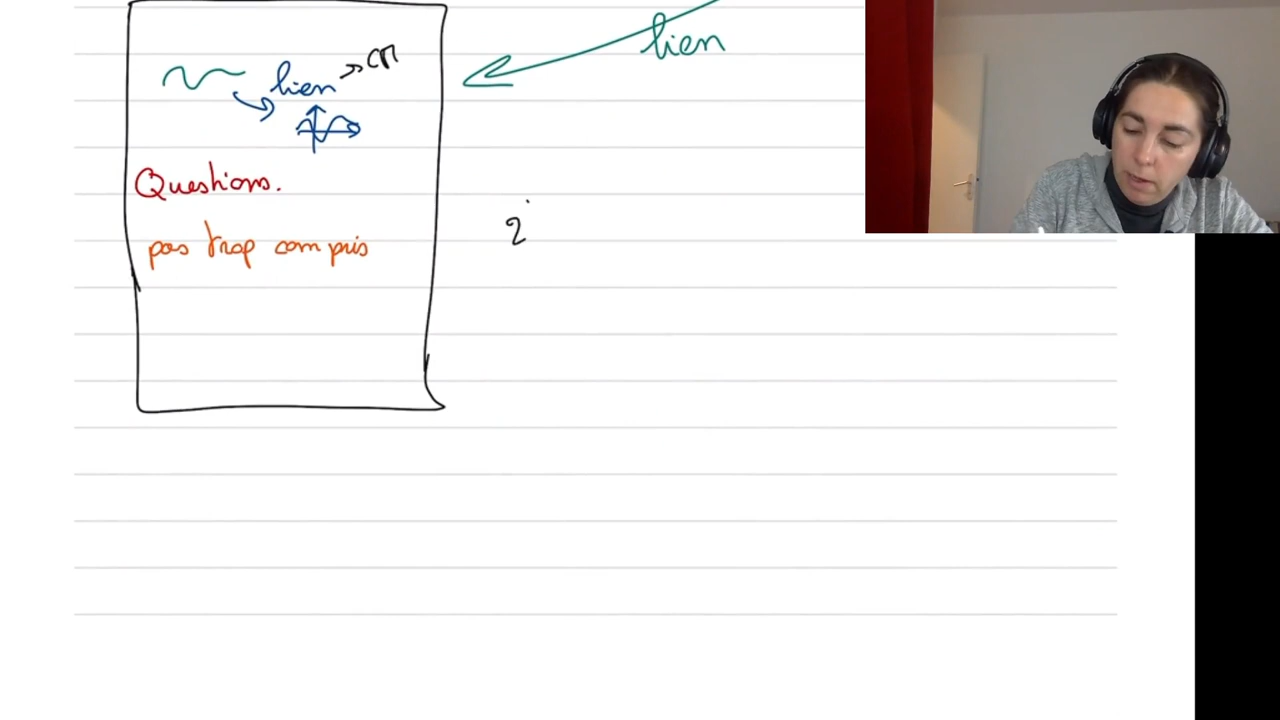 lien
lien → CM
Questions.
pas trop compris
2